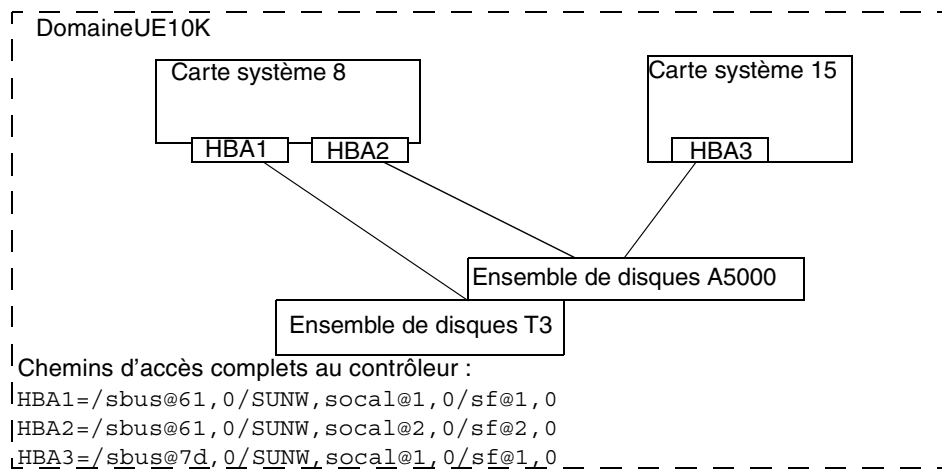 DomaineUE10K
Carte système 8
Carte système 15
HBA1
HBA2
HBA3
Ensemble de disques A5000
Ensemble de disques T3
Chemins d'accès complets au contrôleur :
HBA1=/sbus@61,0/SUNW,socal@1,0/sf@1,0
HBA2=/sbus@61,0/SUNW,socal@2,0/sf@2,0
HBA3=/sbus@7d,0/SUNW,socal@1,0/sf@1,0